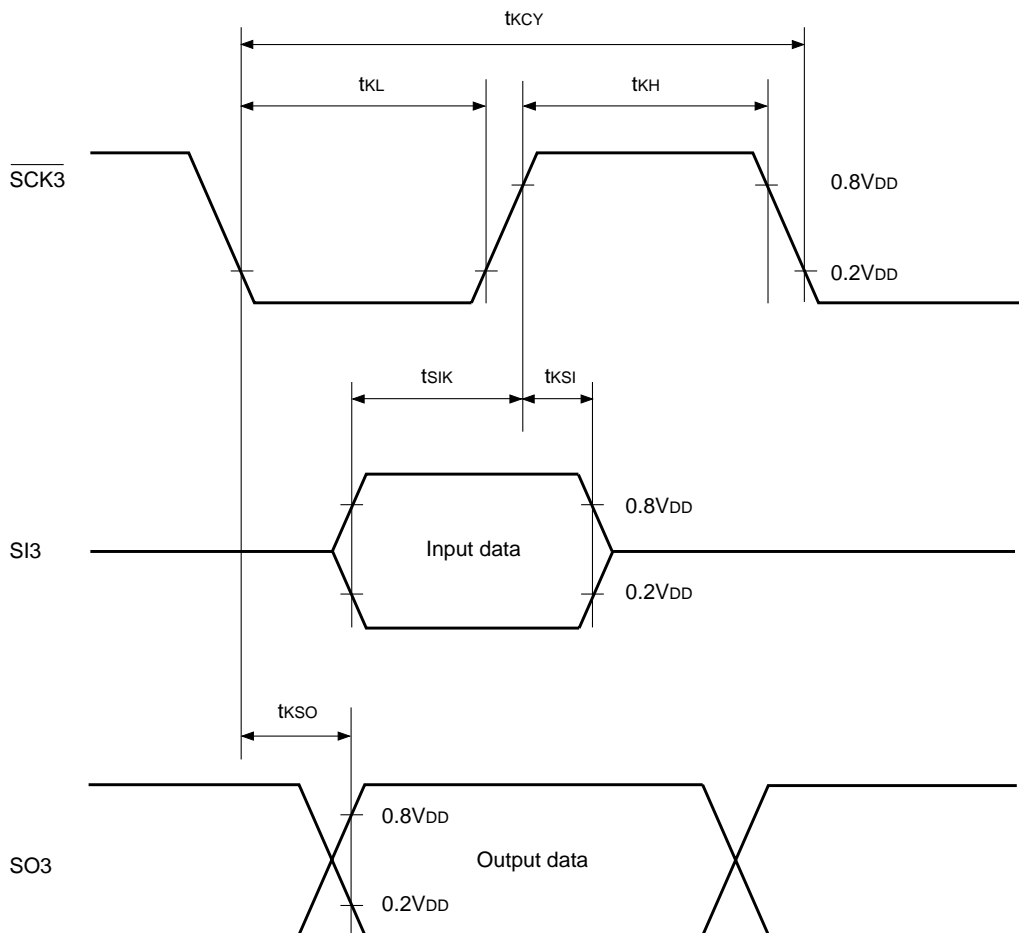 tKCY
tKL
tKH
SCK3
0.8VDD
0.2VDD
tSIK
tKSI
SI3
Input data
0.8VDD
0.2VDD
tKSO
SO3
0.8VDD
Output data
0.2VDD